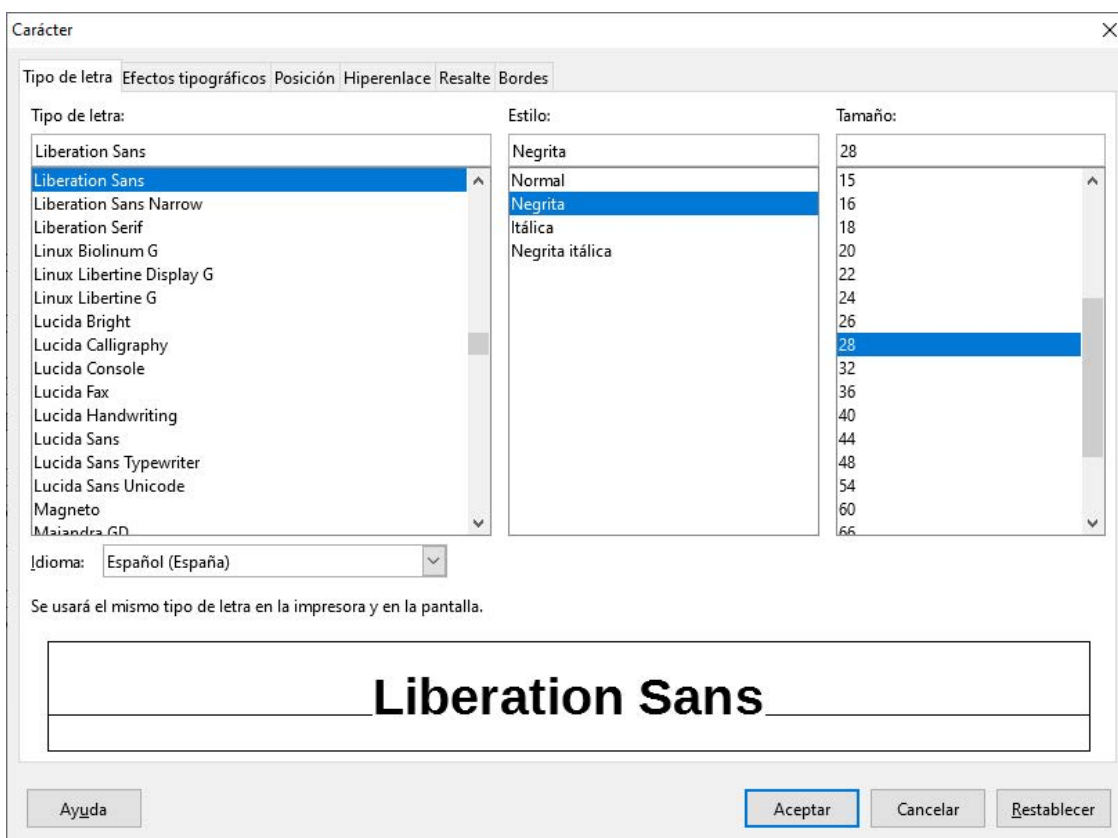 Carácter
Tipo de letra Efectos tipográficos Posición Hiperenlace Resalte Bordes
Tipo de letra:
Liberation Sans
Liberation Sans
Liberation Sans Narrow
Liberation Serif
Linux Biolinum G
Linux Libertine Display G
Linux Libertine G
Lucida Bright
Lucida Calligraphy
Lucida Console
Lucida Fax
Lucida Handwriting
Lucida Sans
Lucida Sans Typewriter
Lucida Sans Unicode
Magneto
Maiandra GD
Estilo:
Negrita
Normal
Negrita
Itálica
Negrita itálica
Tamaño:
28
15
16
18
20
22
24
26
28
32
36
40
44
48
54
60
66
Idioma: Español (España)
Se usará el mismo tipo de letra en la impresora y en la pantalla.
Liberation Sans
Ayuda Aceptar Cancelar Restablecer